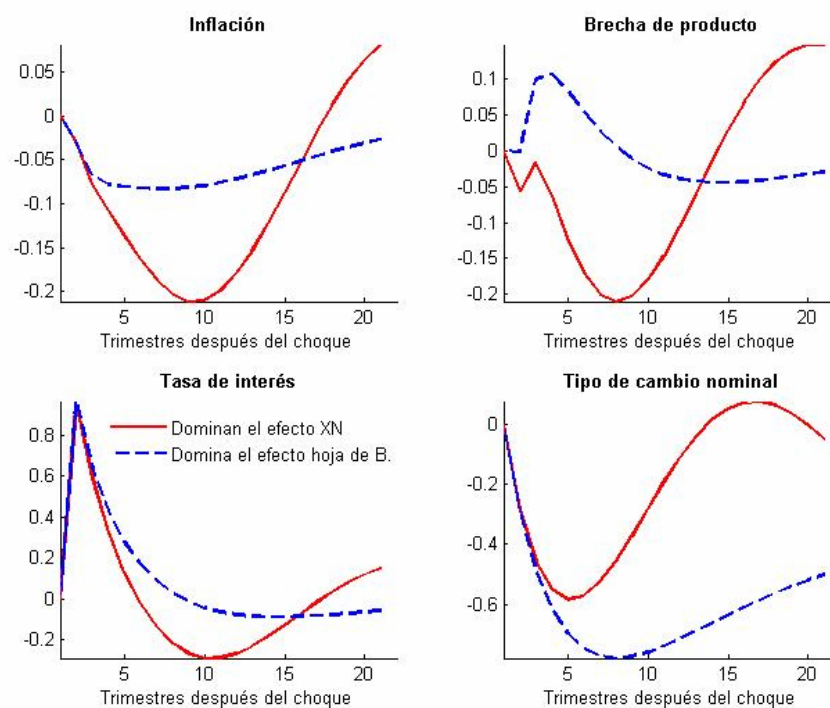 Inflación
0.05
0
-0.05
-0.1
-0.15
-0.2
5 10 15 20
Trimestres después del choque
Brecha de producto
0.1
0.05
0
-0.05
-0.1
-0.15
-0.2
5 10 15 20
Trimestres después del choque
Tasa de interés
0.8
0.6
0.4
0.2
0
-0.2
Dominan el efecto XN
Domina el efecto hoja de B.
5 10 15 20
Trimestres después del choque
Tipo de cambio nominal
0
-0.2
-0.4
-0.6
5 10 15 20
Trimestres después del choque